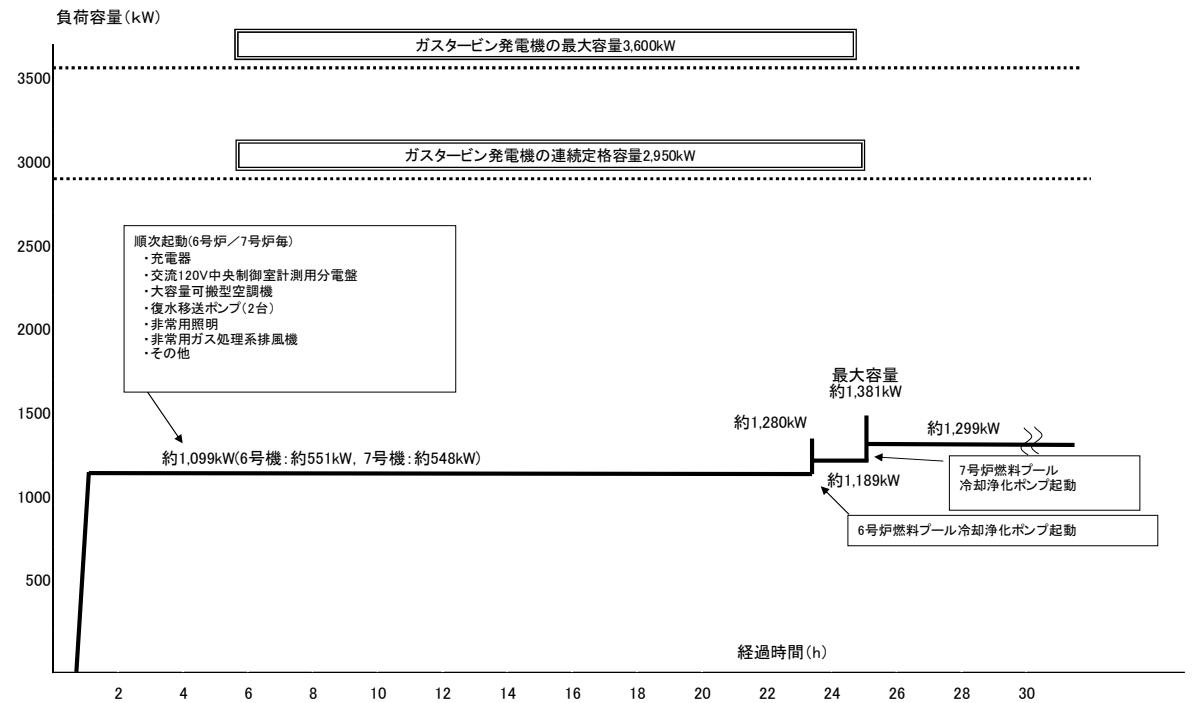 負荷容量(kW)
ガスタービン発電機の最大容量3,600kW
3500
ガスタービン発電機の連続定格容量2,950kW
3000
順次起動(6号炉/7号炉毎)
・充電器
・交流120V中央制御室計測用分電盤
・大容量可搬型空調機
・復水移送ポンプ(2台)
・非常用照明
・非常用ガス処理系排風機
・その他
2500
2000
最大容量
約1,381kW
1500
約1,280kW
約1,299kW
約1,099kW(6号機:約551kW, 7号機:約548kW)
約1,189kW
7号炉燃料プール
冷却浄化ポンプ起動
1000
6号炉燃料プール冷却浄化ポンプ起動
500
経過時間(h)
2 4 6 8 10 12 14 16 18 20 22 24 26 28 30